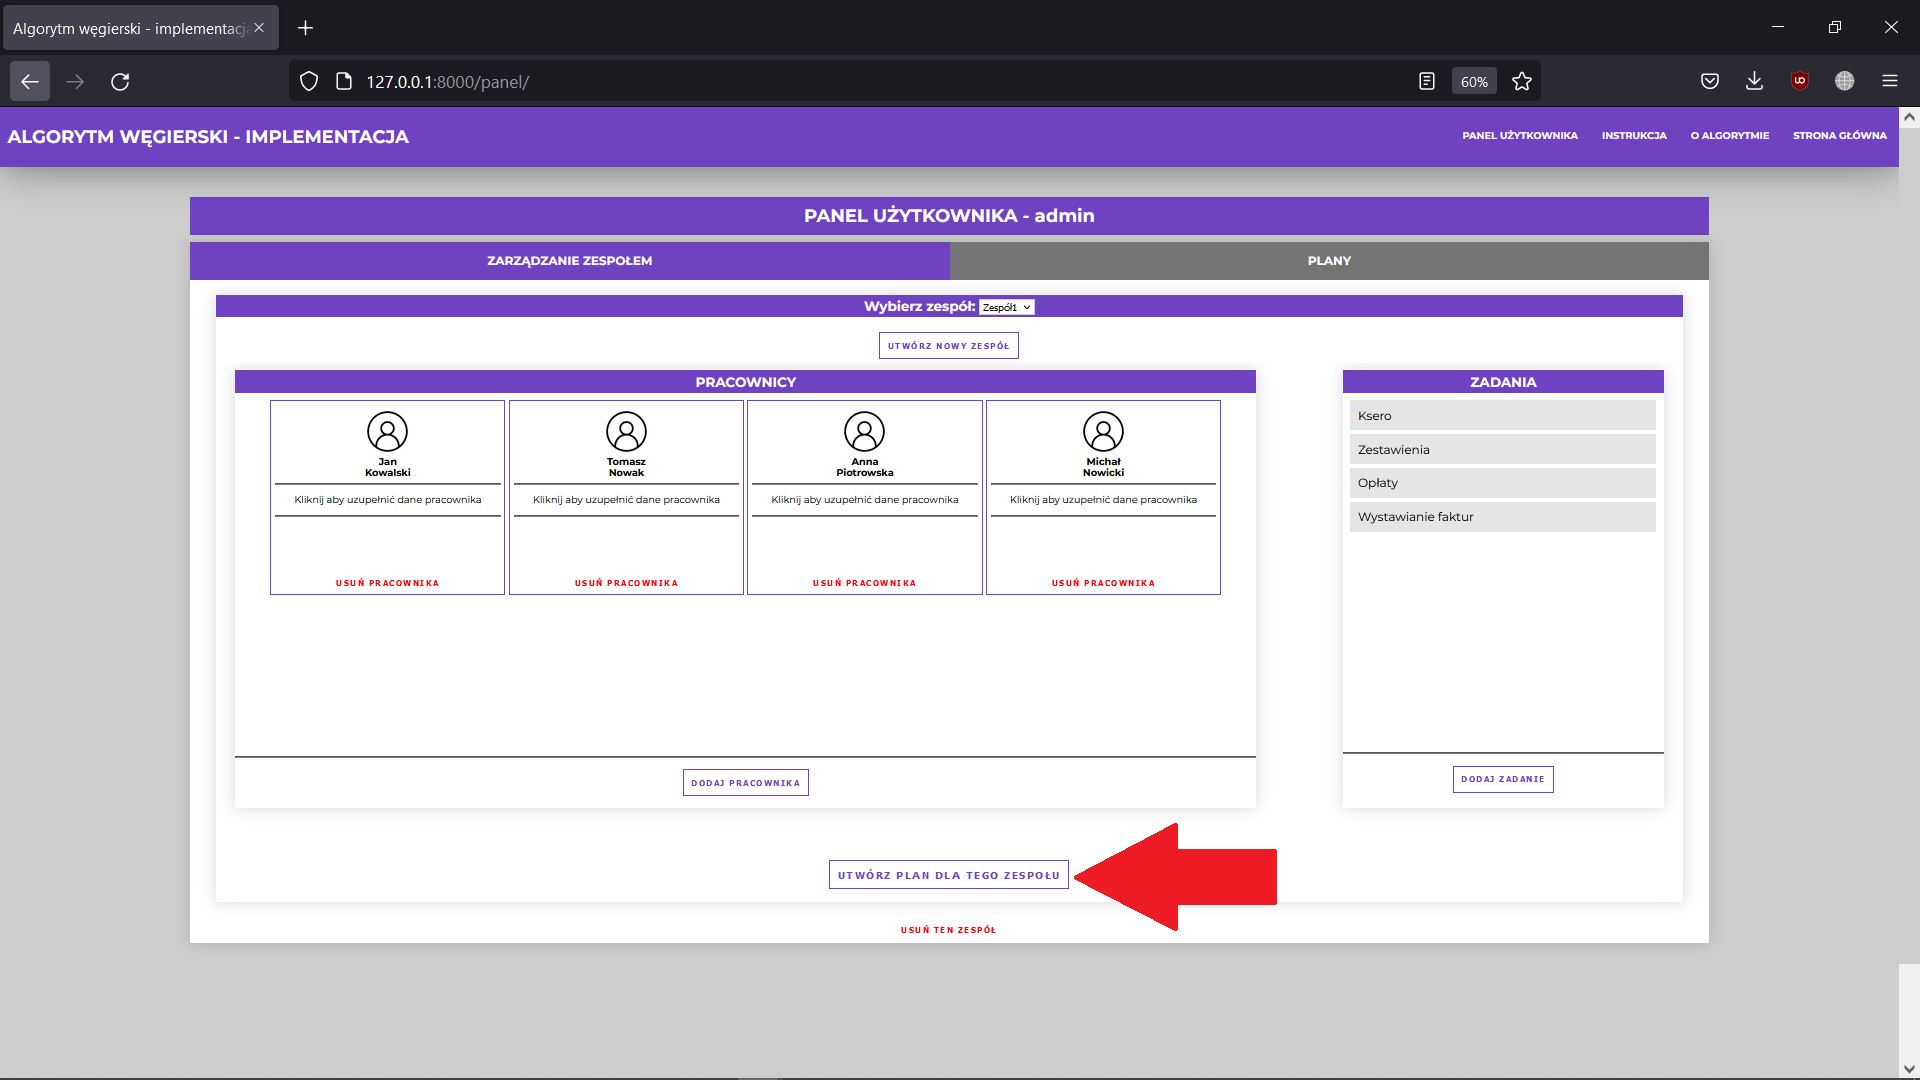 Algorytm węgierski - implementacja
127.0.0.1:8000/panel/
60%
ALGORYTM WĘGIERSKI - IMPLEMENTACJA
PANEL UŻYTKOWNIKA
INSTRUKCJA
O ALGORYTMIE
STRONA GŁÓWNA
PANEL UŻYTKOWNIKA - admin
ZARZĄDZANIE ZESPOŁEM
PLANY
Wybierz zespół: Zespół1
UTWÓRZ NOWY ZESPÓŁ
PRACOWNICY
Jan
Kowalski
Kliknij aby uzupełnić dane pracownika
USUŃ PRACOWNIKA
Tomasz
Nowak
Kliknij aby uzupełnić dane pracownika
USUŃ PRACOWNIKA
Anna
Piotrowska
Kliknij aby uzupełnić dane pracownika
USUŃ PRACOWNIKA
Michał
Nowicki
Kliknij aby uzupełnić dane pracownika
USUŃ PRACOWNIKA
DODAJ PRACOWNIKA
ZADANIA
Ksero
Zestawienia
Opłaty
Wystawianie faktur
DODAJ ZADANIE
UTWÓRZ PLAN DLA TEGO ZESPOŁU
USUŃ TEN ZESPÓŁ